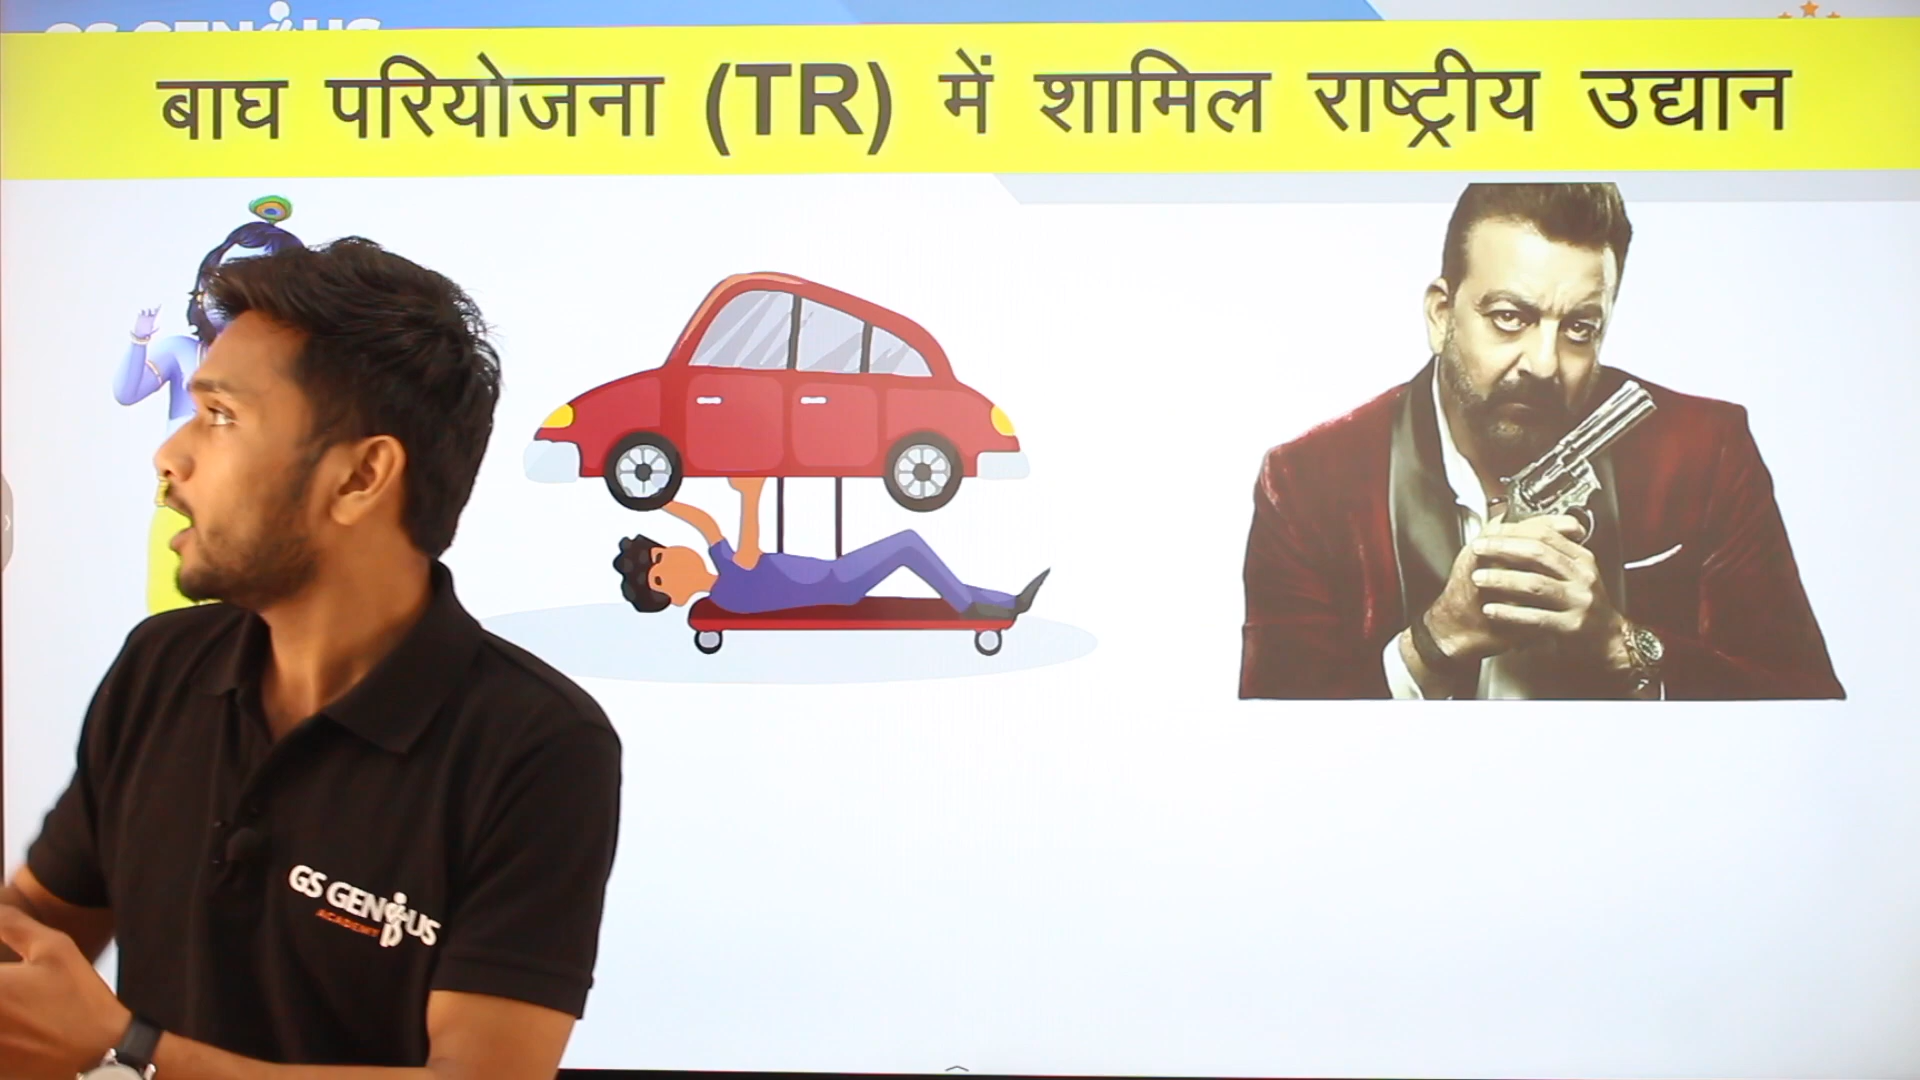 बाघ परियोजना (TR) में शामिल राष्ट्रीय उद्यान
GS GENIUS
ACADEMY